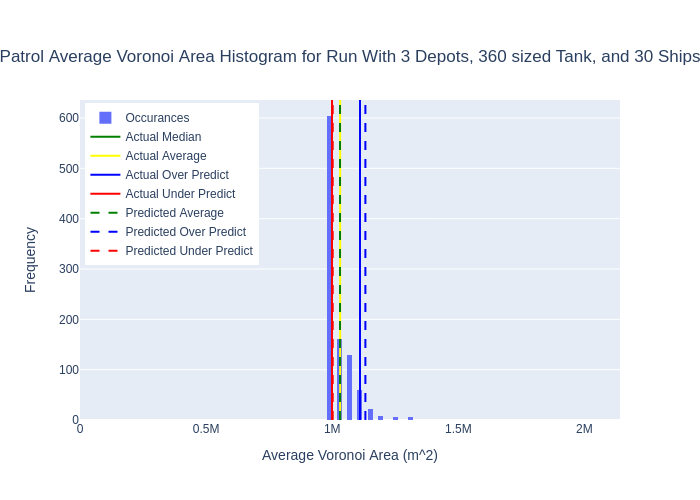 Patrol Average Voronoi Area Histogram for Run With 3 Depots, 360 sized Tank, and 30 Ships
Occurances
Actual Median
Actual Average
Actual Over Predict
Actual Under Predict
Predicted Average
Predicted Over Predict
Predicted Under Predict
600
500
400
300
200
100
0
Frequency
0
0.5M
1M
1.5M
2M
Average Voronoi Area (m^2)